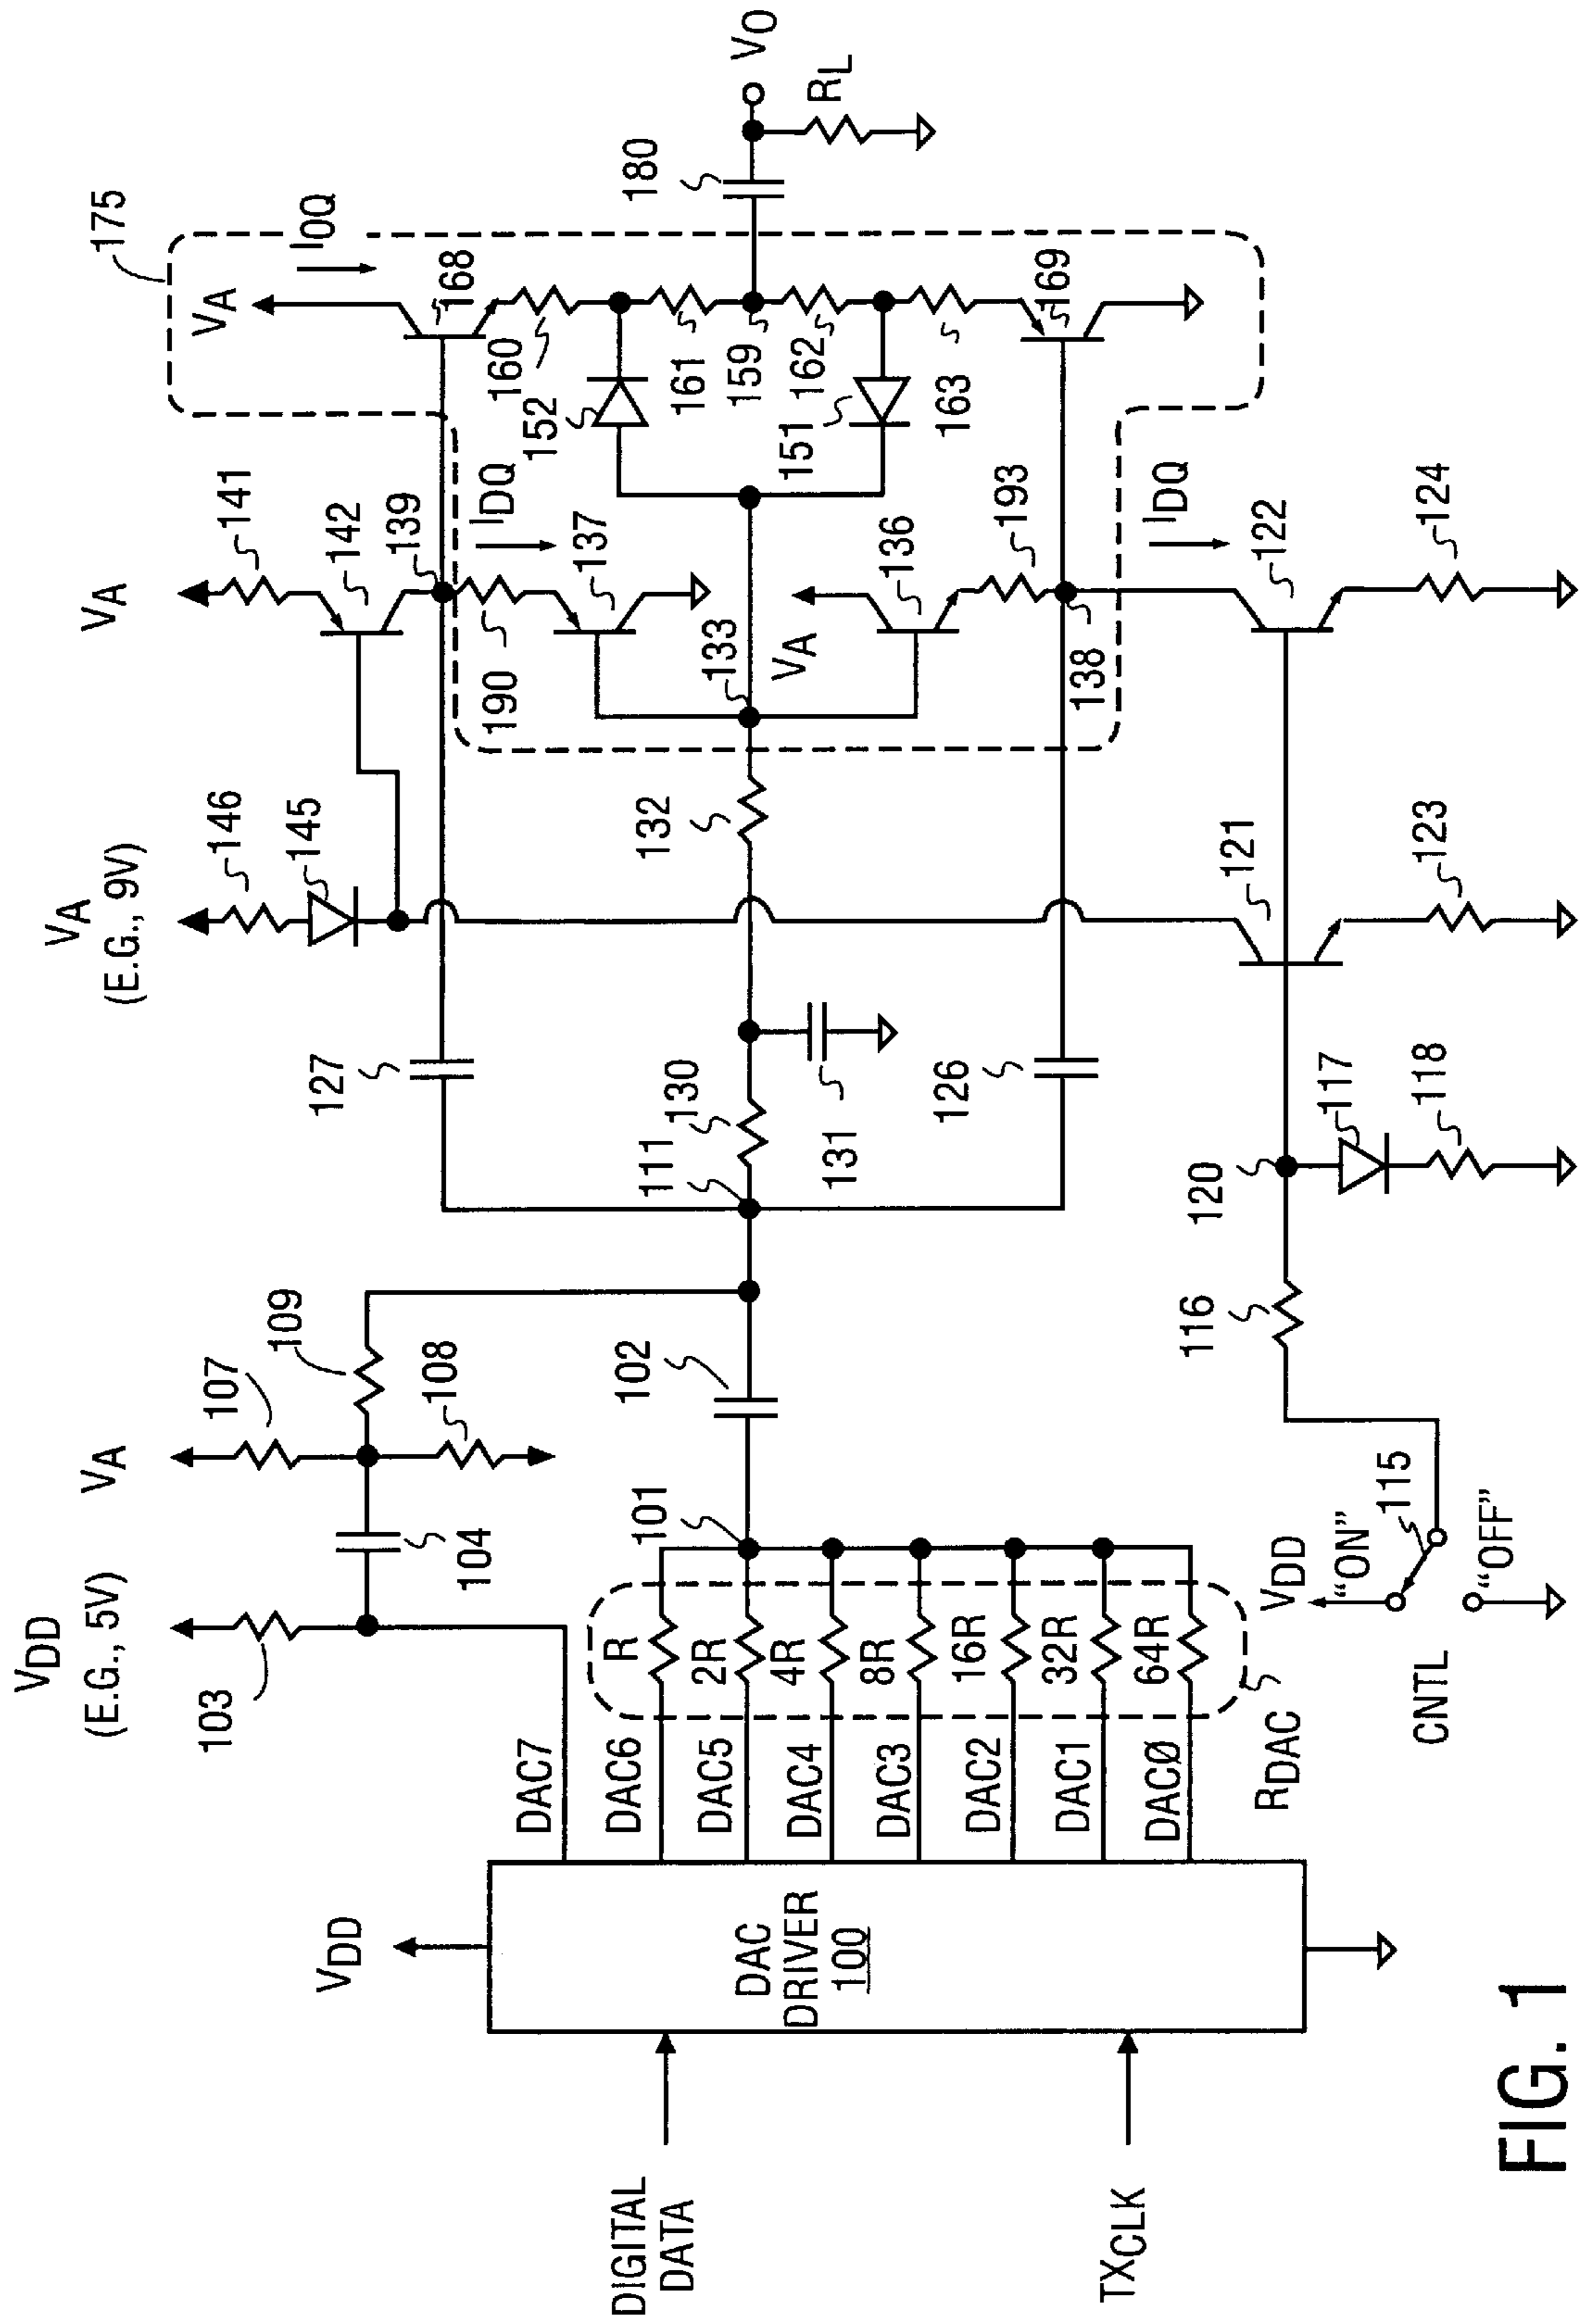 175
VA
IOQ
168
160
152
161
159
162
151
163
169
180
VO
RL
VA
141
142
139
IDQ
137
190
133
VA
136
193
138
IDQ
122
124
VA
(E.G., 9V)
146
145
132
121
123
127
111
130
131
126
120
117
118
116
VDD
(E.G., 5V)
103
104
VA
107
109
108
102
101
R
2R
4R
8R
16R
32R
64R
RDAC
DAC7
DAC6
DAC5
DAC4
DAC3
DAC2
DAC1
DACØ
VDD
"ON"
115
"OFF"
CNTL
VDD
DAC
DRIVER
100
DIGITAL
DATA
TXCLK
FIG. 1